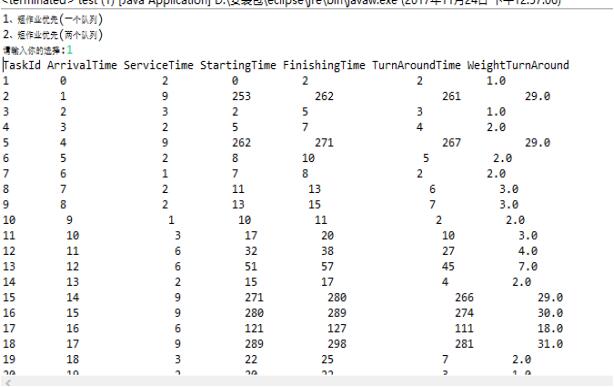 <terminated> test (1) [Java Application] D:\安装包\eclipse\jre\bin\javaw.exe (2017年11月24日 下午12:57:00)
1、短作业优先(一个队列)
2、短作业优先(两个队列)
请输入你的选择:1
TaskId ArrivalTime ServiceTime StartingTime FinishingTime TurnAroundTime WeightTurnAround
1 0 2 0 2 2 1.0
2 1 9 253 262 261 29.0
3 2 3 2 5 3 1.0
4 3 2 5 7 4 2.0
5 4 9 262 271 267 29.0
6 5 2 8 10 5 2.0
7 6 1 7 8 2 2.0
8 7 2 11 13 6 3.0
9 8 2 13 15 7 3.0
10 9 1 10 11 2 2.0
11 10 3 17 20 10 3.0
12 11 6 32 38 27 4.0
13 12 6 51 57 45 7.0
14 13 2 15 17 4 2.0
15 14 9 271 280 266 29.0
16 15 9 280 289 274 30.0
17 16 6 121 127 111 18.0
18 17 9 289 298 281 31.0
19 18 3 22 25 7 2.0
20 19 2 20 22 3 1.0